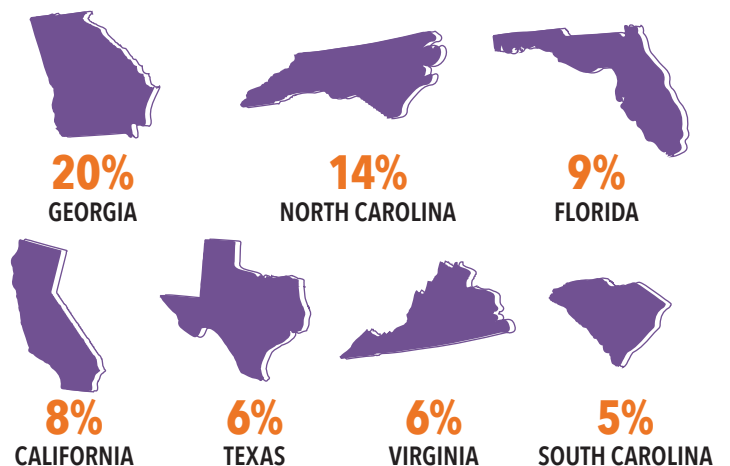 20%
GEORGIA
14%
NORTH CAROLINA
9%
FLORIDA
8%
CALIFORNIA
6%
TEXAS
6%
VIRGINIA
5%
SOUTH CAROLINA